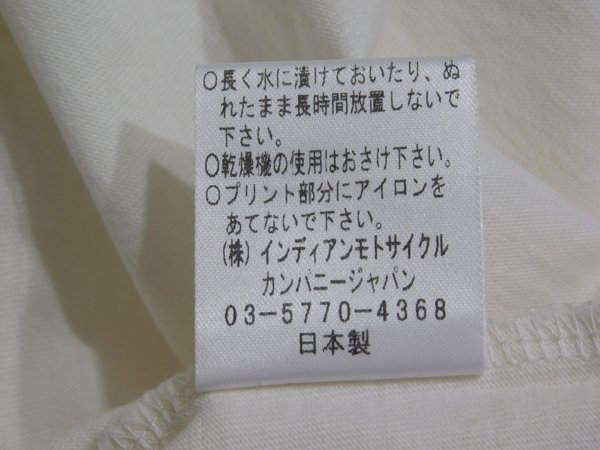 ○長く水に漬けておいたり、ぬ
れたまま長時間放置しないで
下さい。
○乾燥機の使用はおさけ下さい。
○プリント部分にアイロンを
あてないで下さい。
(株)インディアンモトサイクル
カンパニージャパン
03-5770-4368
日本製